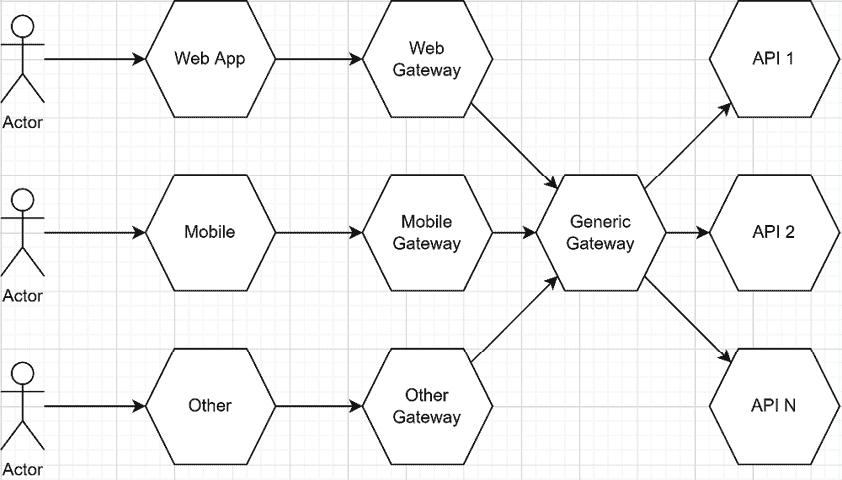 Web App
Web
Gateway
API 1
Actor
Mobile
Mobile
Gateway
Generic
Gateway
API 2
Actor
Other
Other
Gateway
API N
Actor